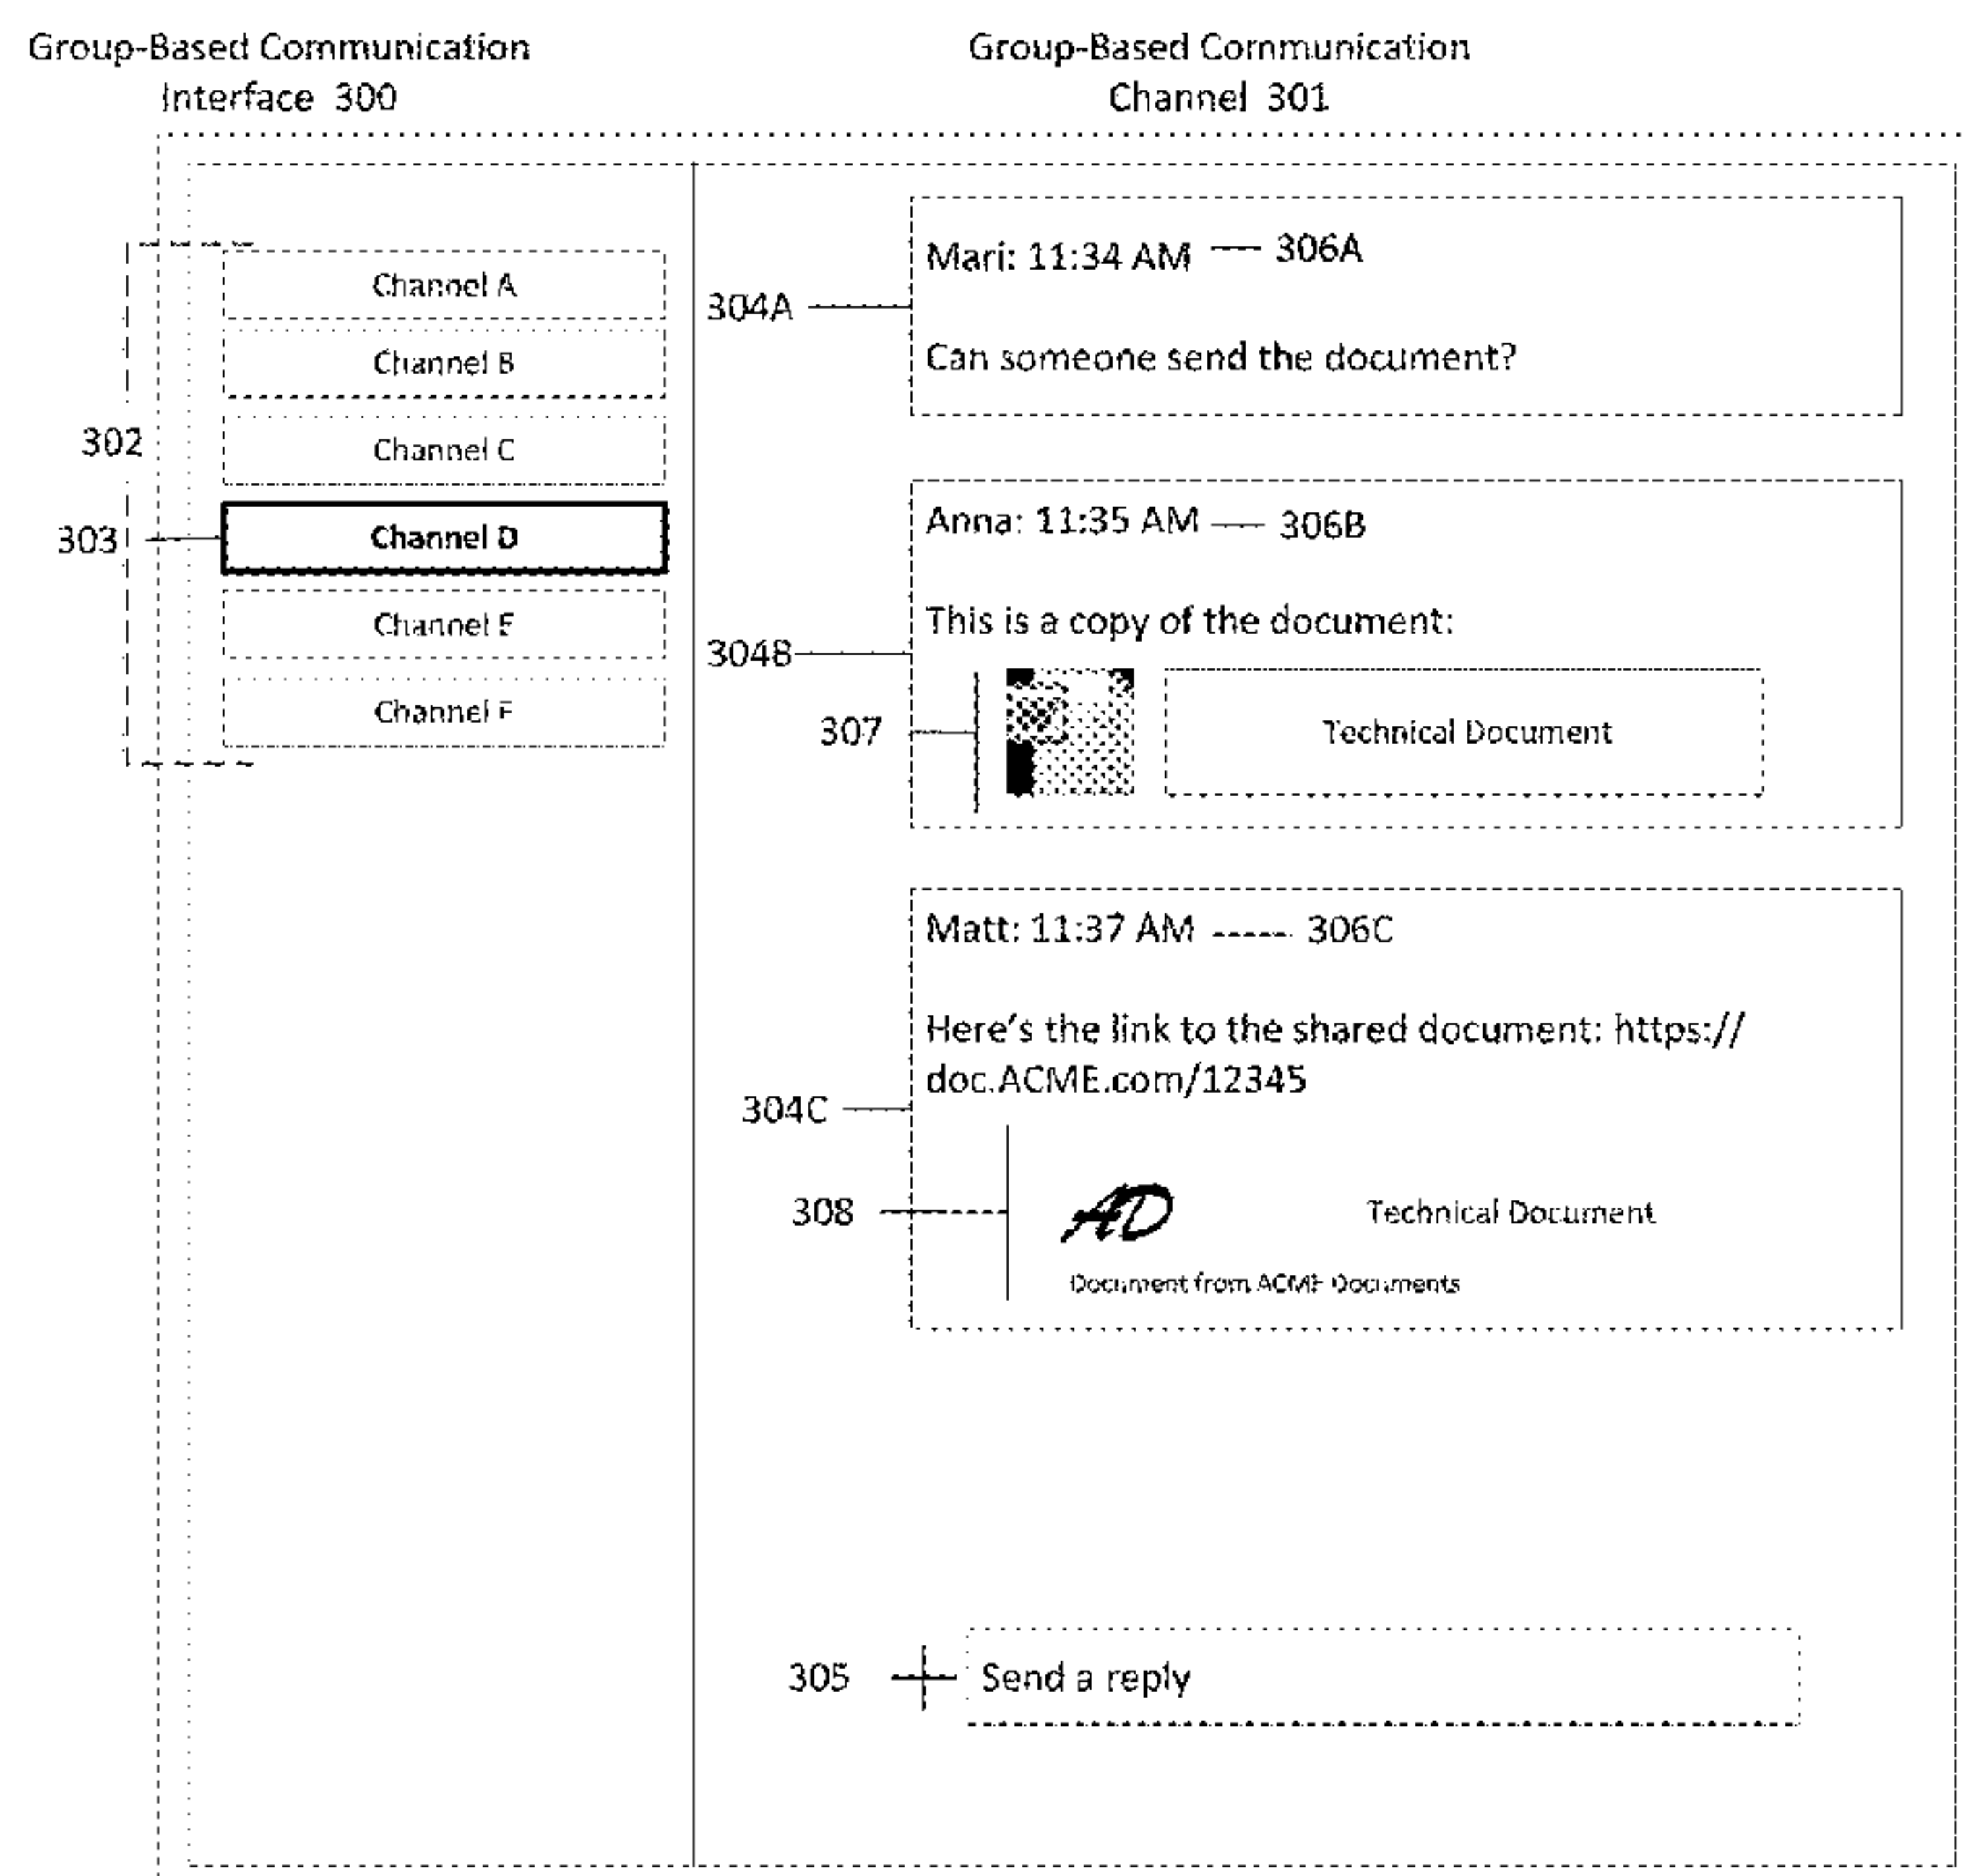 Group-Based Communication
Interface 300
Group-Based Communication
Channel 301
Channel A
Channel B
Channel C
Channel D
Channel E
Channel F
302
303
304A
Mari: 11:34 AM
306A
Can someone send the document?
304B
Anna: 11:35 AM
306B
This is a copy of the document:
307
Technical Document
304C
Matt: 11:37 AM
306C
Here's the link to the shared document: https://
doc.ACME.com/12345
308
AD
Technical Document
Document from ACME Documents
305
Send a reply